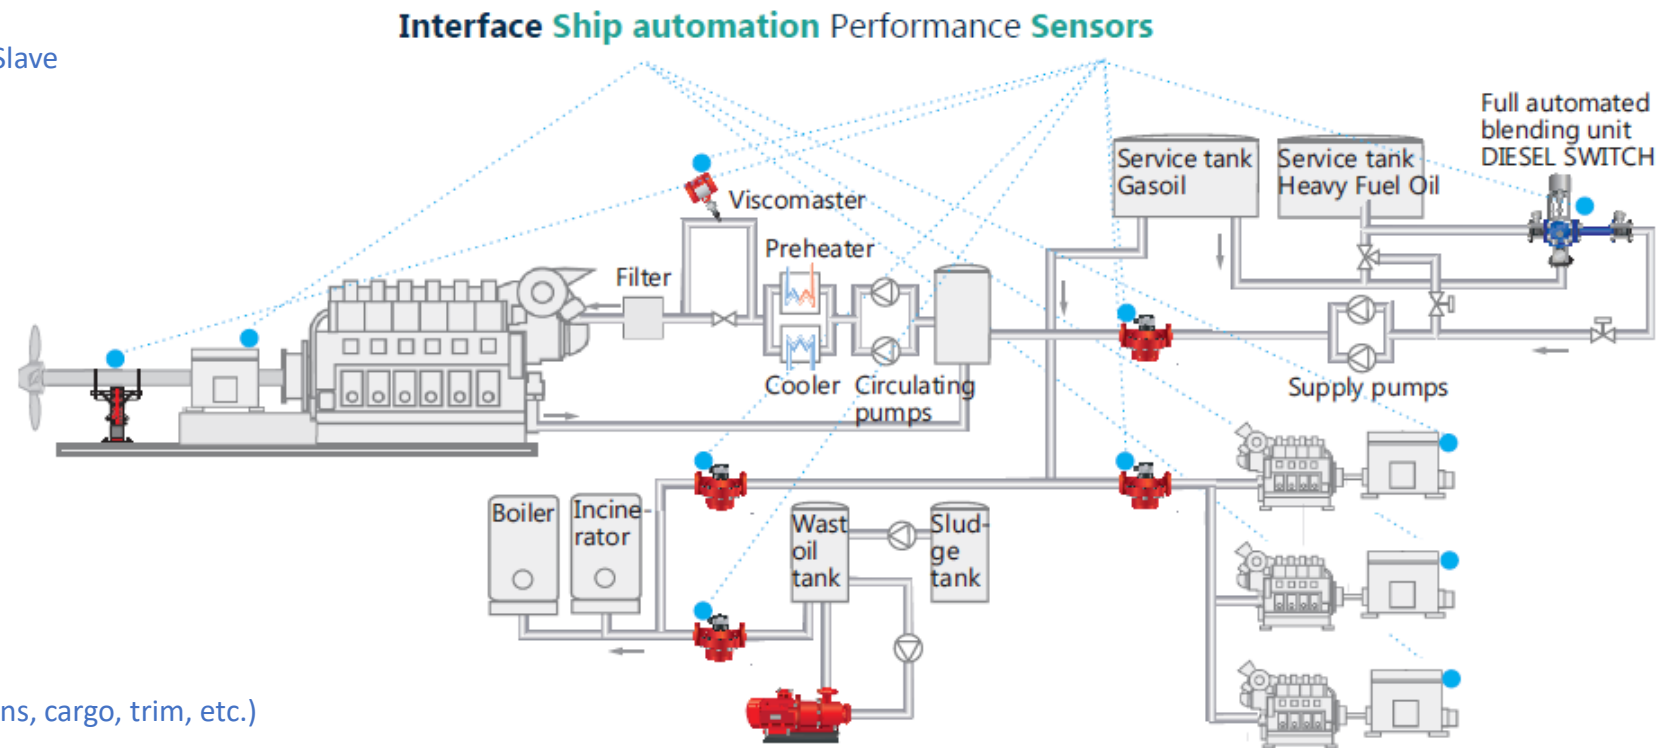 Interface Ship automation Performance Sensors
Slave
Full automated
blending unit
DIESEL SWITCH
Service tank
Gasoil
Service tank
Heavy Fuel Oil
Viscomaster
Preheater
Filter
Cooler
Circulating
pumps
Supply pumps
Boiler
Incine-
rator
Wast
oil
tank
Slud-
ge
tank
ns, cargo, trim, etc.)